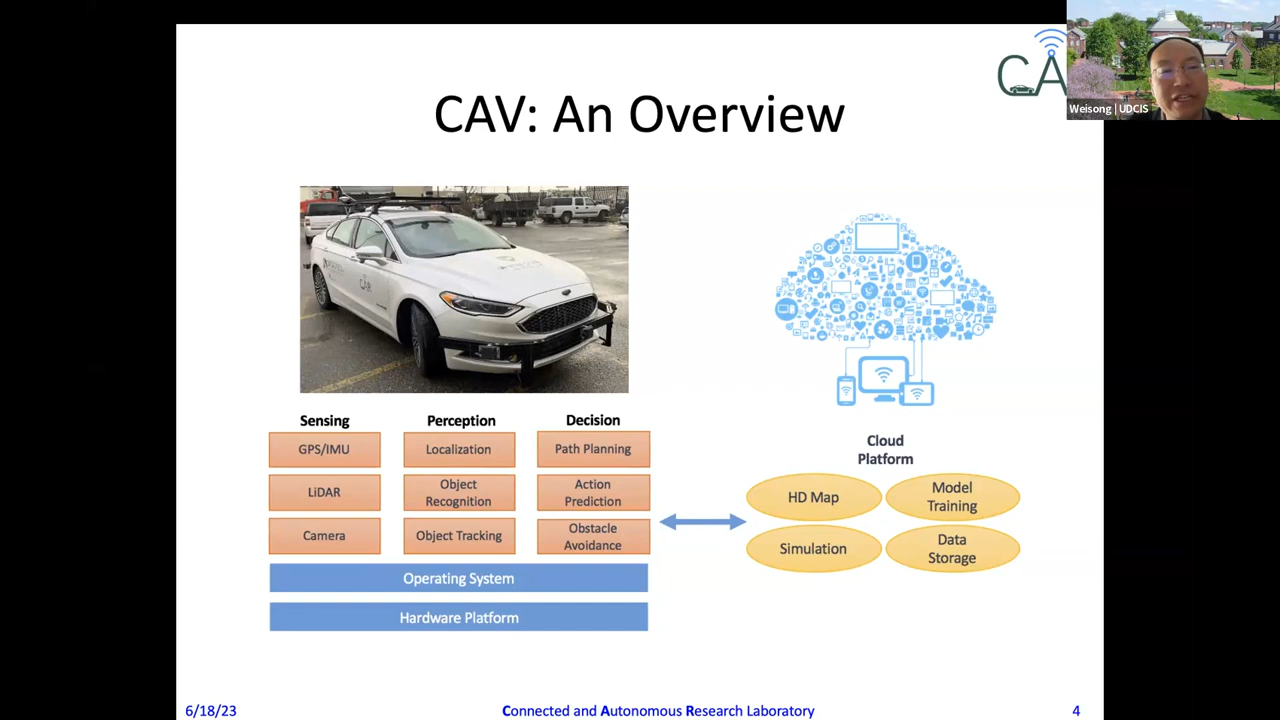 CA
Weisong | UDCIS
CAV: An Overview
CAR
Sensing
Perception
Decision
GPS/IMU
Localization
Path Planning
LiDAR
Object
Recognition
Action
Prediction
Camera
Object Tracking
Obstacle
Avoidance
Operating System
Hardware Platform
Cloud
Platform
HD Map
Model
Training
Simulation
Data
Storage
6/18/23
Connected and Autonomous Research Laboratory
4